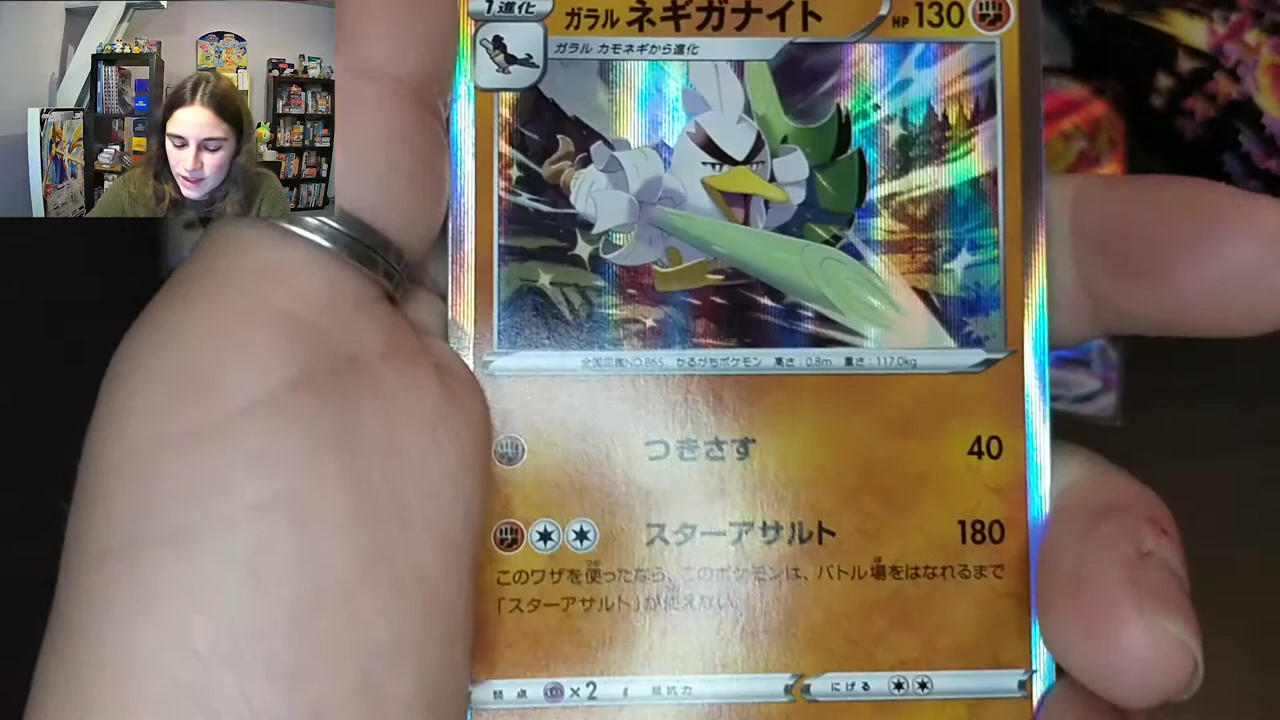 1進化
ガラル ネギガナイト HP 130
ガラル カモネギから進化
全国図鑑NO.865 かるがもポケモン 高さ：0.8m 重さ：117.0kg
つきさす 40
スターアサルト 180
このワザを使ったなら、このポケモンは、バトル場をはなれるまで
「スターアサルト」が使えない。
弱点 ×2 抵抗力 にげる